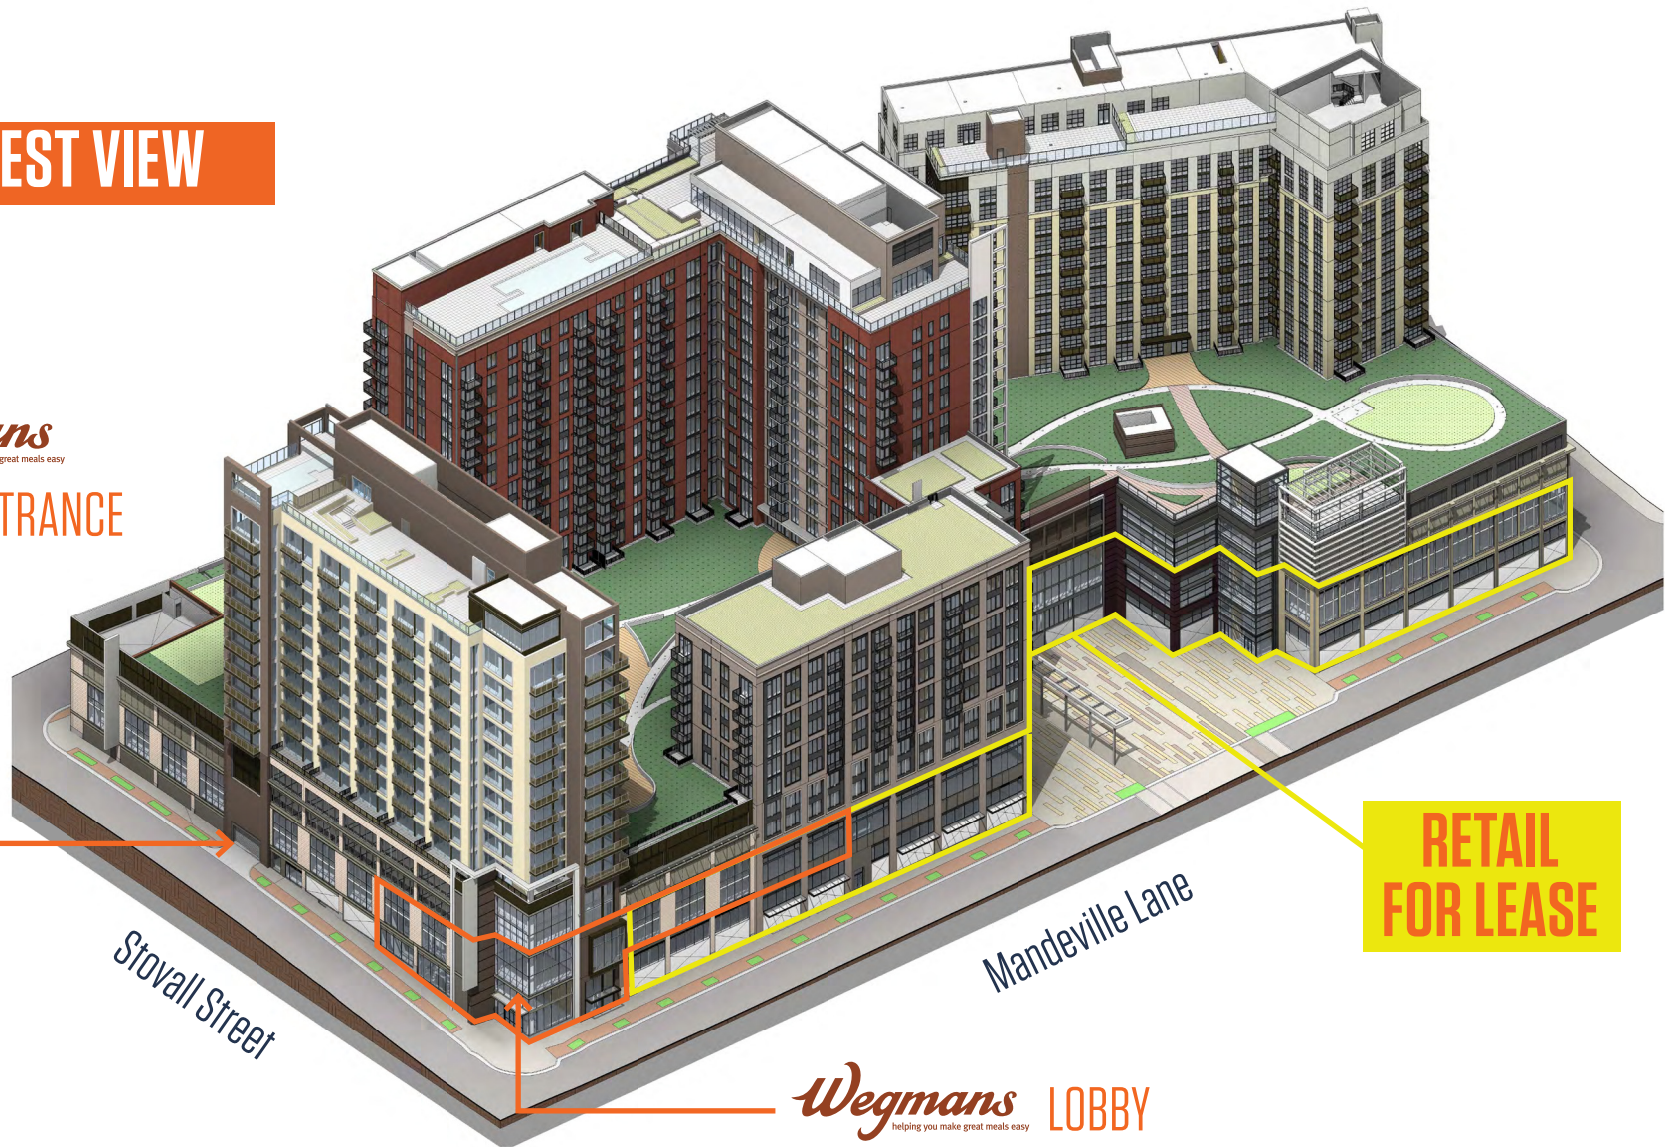 EST VIEW
ns
great meals easy
TRANCE
Stovall Street
Mandeville Lane
RETAIL
FOR LEASE
Wegmans
helping you make great meals easy
LOBBY